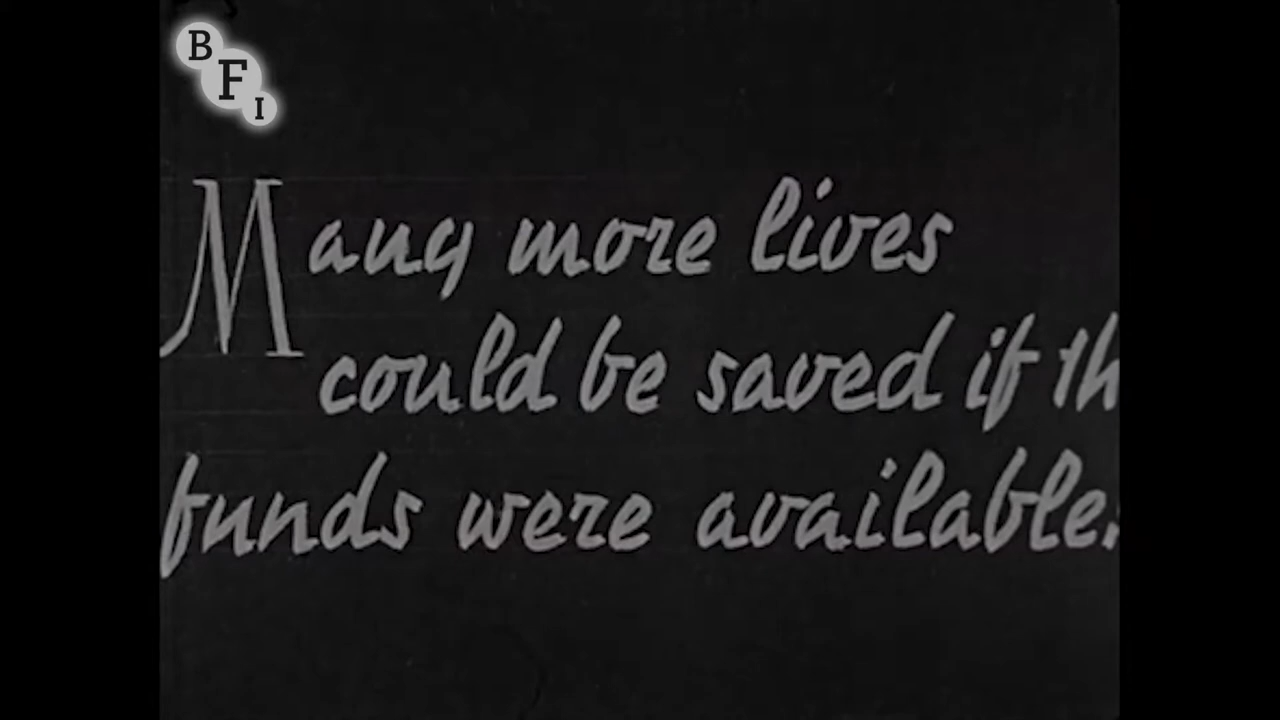 BFI
Many more lives
could be saved if th
funds were available.